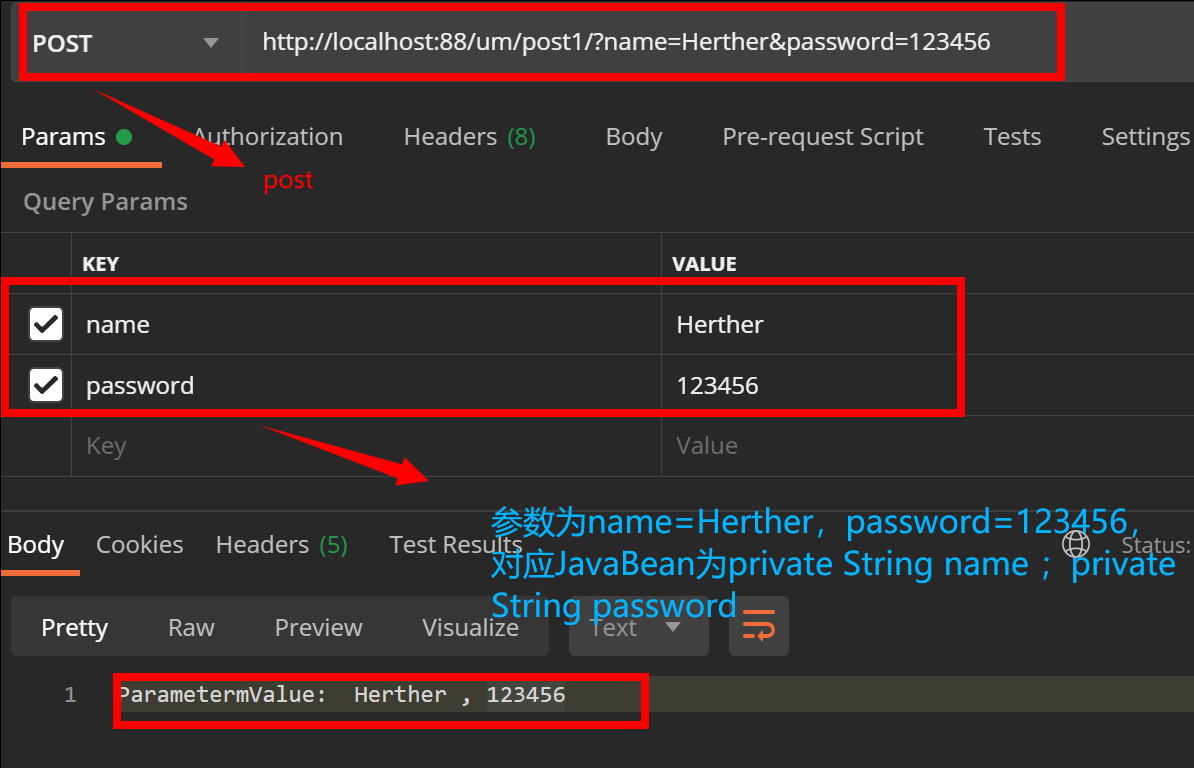 POST http://localhost:88/um/post1/?name=Herther&password=123456
Params Authorization Headers (8) Body Pre-request Script Tests Settings
post
Query Params
KEY VALUE
name Herther
password 123456
Key Value
参数为name=Herther，password=123456，
对应JavaBean为private String name ；private
String password
Body Cookies Headers (5) Test Results Status:
Pretty Raw Preview Visualize Text
1 ParametermValue:  Herther , 123456